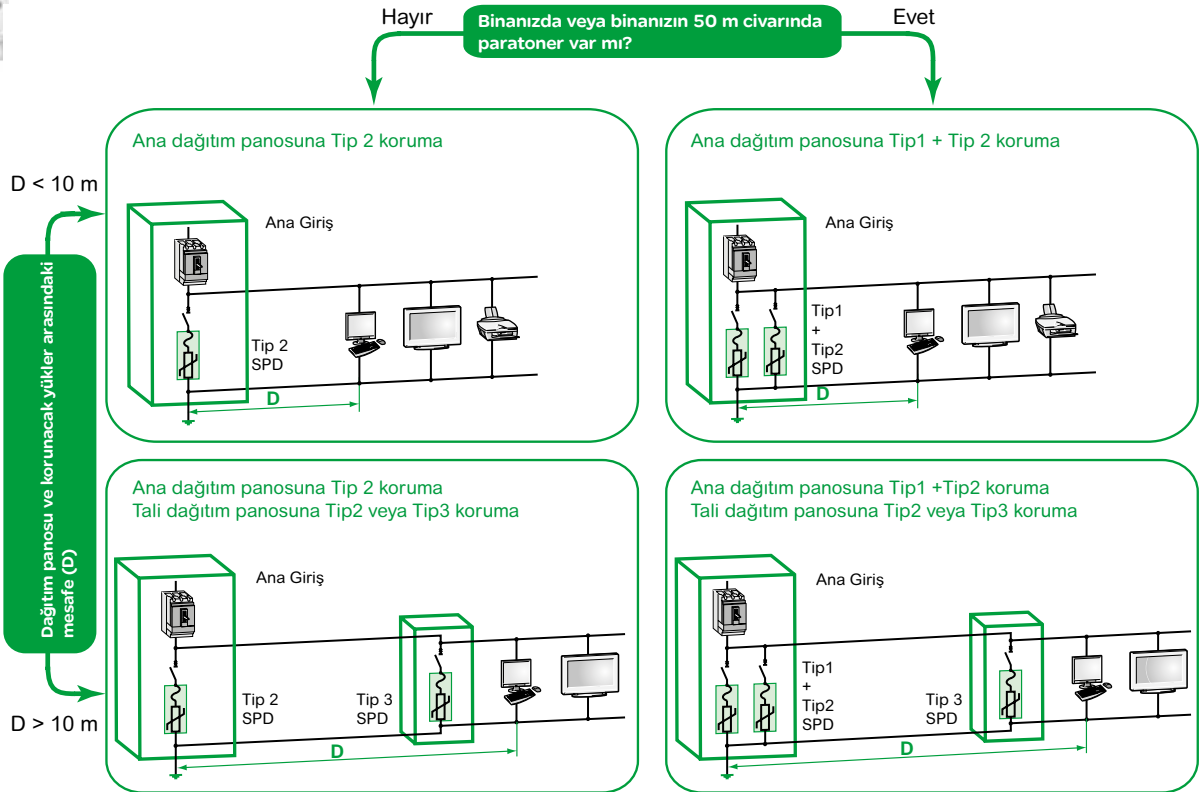 Hayır
Binanızda veya binanızın 50 m civarında
paratoner var mı?
Evet
Ana dağıtım panosuna Tip 2 koruma
D < 10 m
Ana Giriş
Tip 2
SPD
D
Ana dağıtım panosuna Tip1 + Tip 2 koruma
Ana Giriş
Tip1
+
Tip2
SPD
D
Dağıtım panosu ve korunacak yükler arasındaki
mesafe (D)
Ana dağıtım panosuna Tip 2 koruma
Tali dağıtım panosuna Tip2 veya Tip3 koruma
Ana Giriş
Tip 2
SPD
Tip 3
SPD
D
D > 10 m
Ana dağıtım panosuna Tip1 +Tip2 koruma
Tali dağıtım panosuna Tip2 veya Tip3 koruma
Ana Giriş
Tip1
+
Tip2
SPD
Tip 3
SPD
D